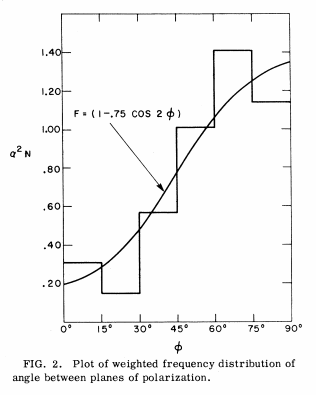 1.40
1.20
F = (1-.75 COS 2 ϕ)
1.00
α²N
.80
.60
.40
.20
0° 15° 30° 45° 60° 75° 90°
ϕ
FIG. 2. Plot of weighted frequency distribution of
angle between planes of polarization.